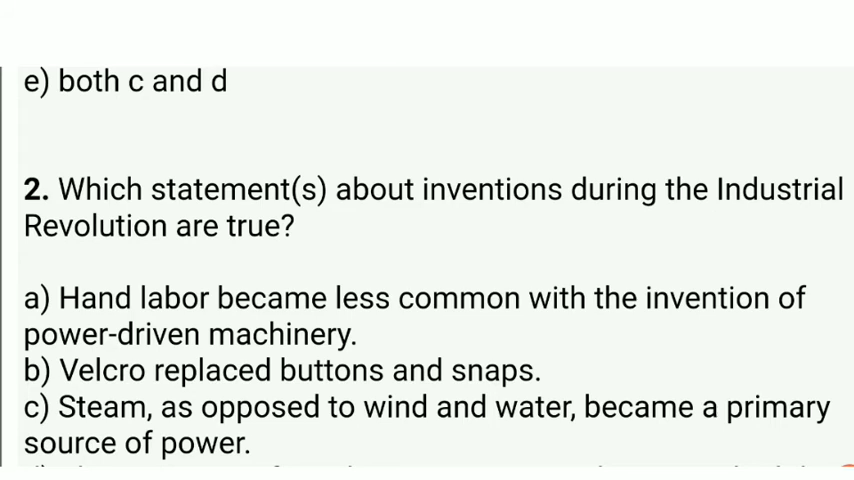 e) both c and d
2. Which statement(s) about inventions during the Industrial
Revolution are true?
a) Hand labor became less common with the invention of
power-driven machinery.
b) Velcro replaced buttons and snaps.
c) Steam, as opposed to wind and water, became a primary
source of power.